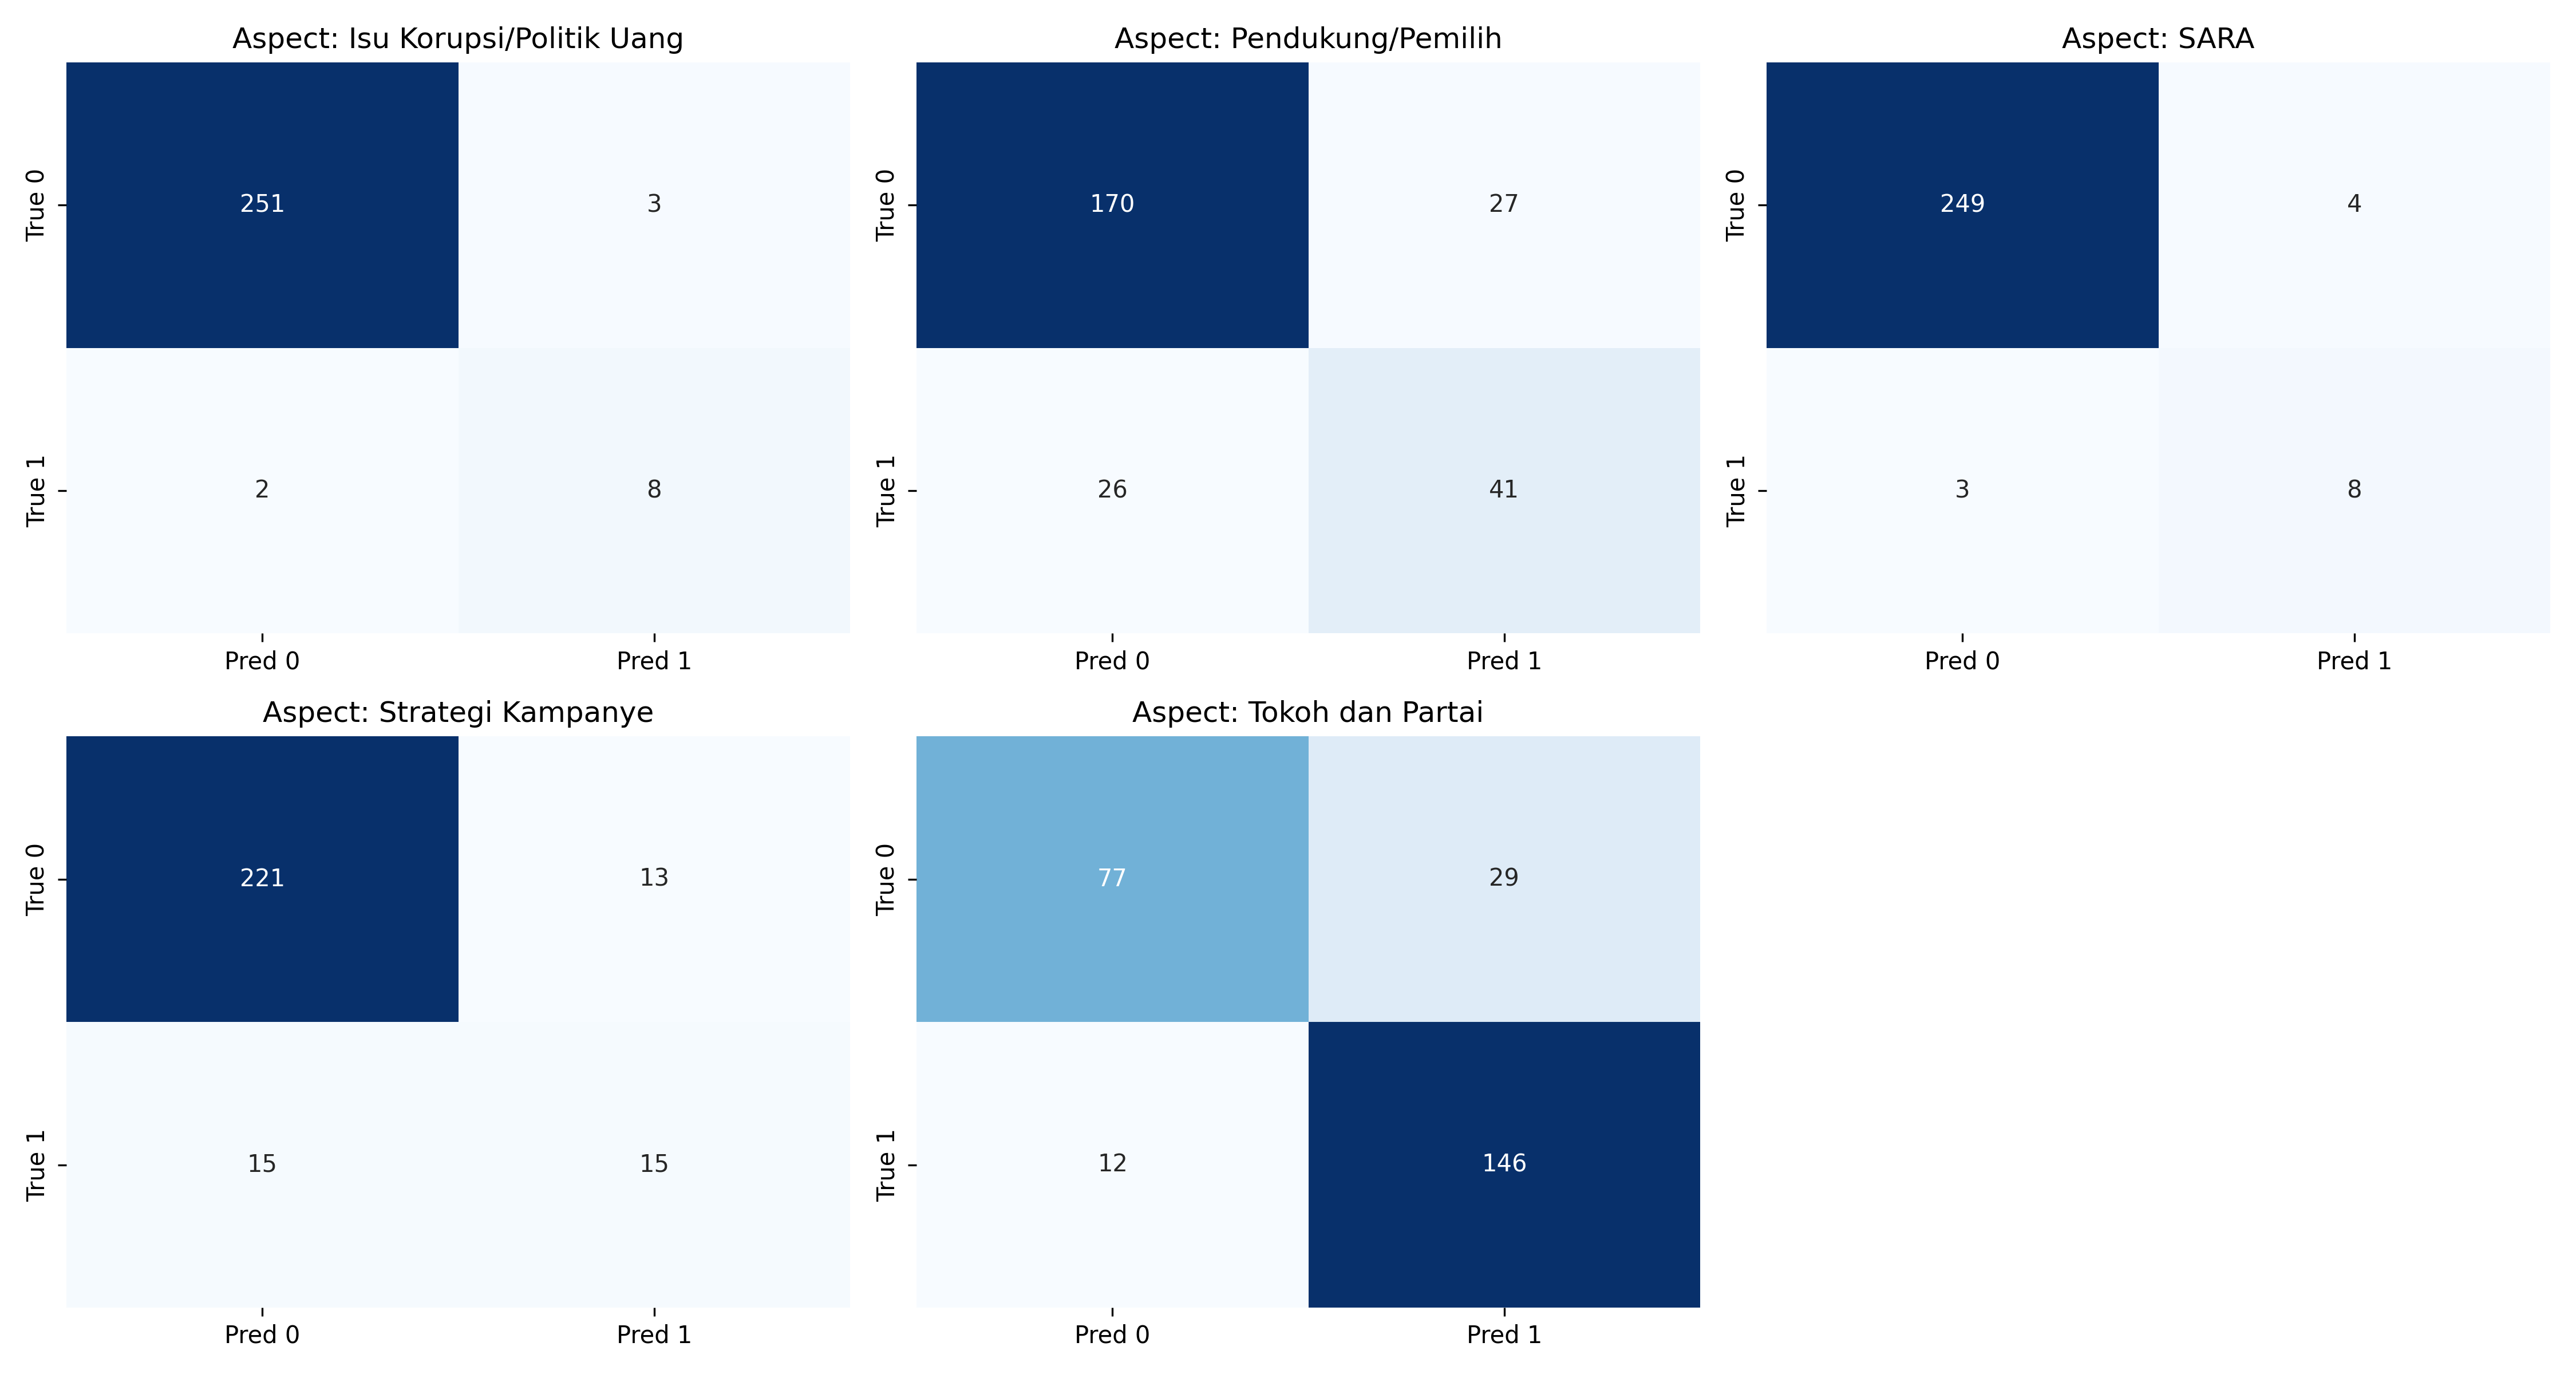 Aspect: Isu Korupsi/Politik Uang
True 0
251
3
True 1
2
8
Pred 0
Pred 1
Aspect: Pendukung/Pemilih
True 0
170
27
True 1
26
41
Pred 0
Pred 1
Aspect: SARA
True 0
249
4
True 1
3
8
Pred 0
Pred 1
Aspect: Strategi Kampanye
True 0
221
13
True 1
15
15
Pred 0
Pred 1
Aspect: Tokoh dan Partai
True 0
77
29
True 1
12
146
Pred 0
Pred 1